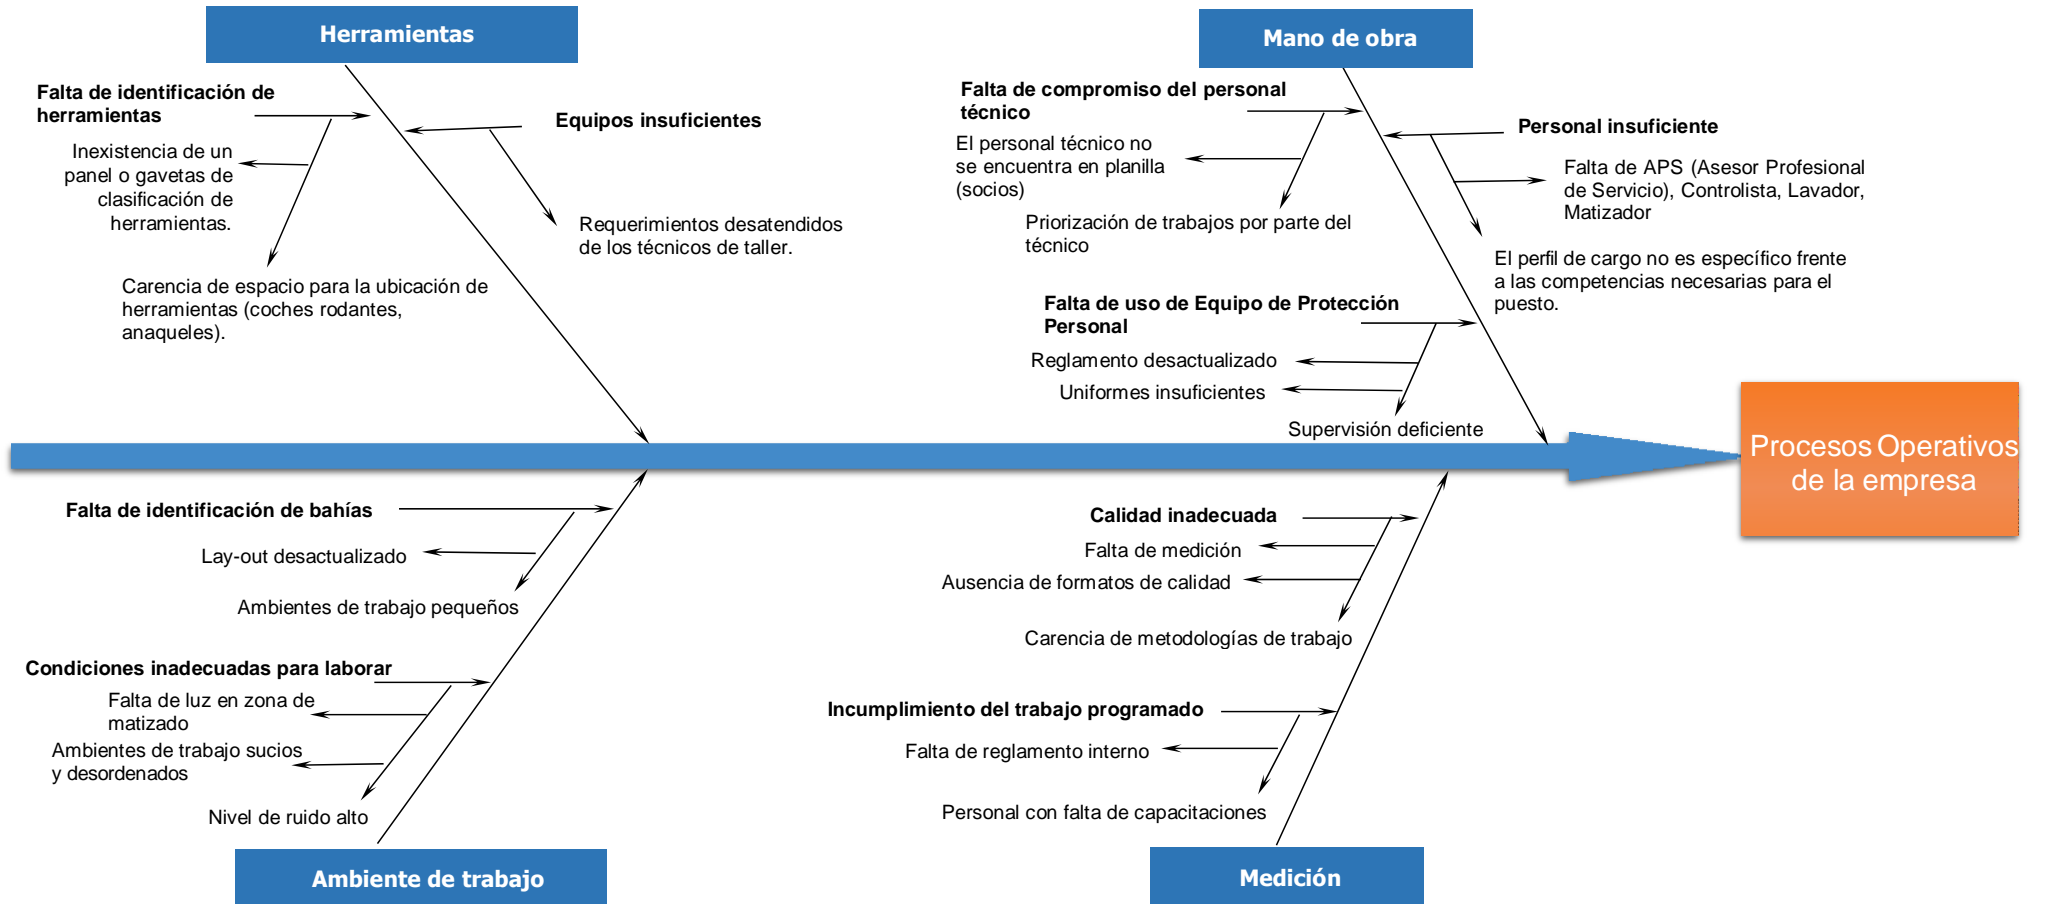 Herramientas
Mano de obra
Falta de identificación de
herramientas
Inexistencia de un
panel o gavetas de
clasificación de
herramientas.
Carencia de espacio para la ubicación de
herramientas (coches rodantes,
anaqueles).
Equipos insuficientes
Requerimientos desatendidos
de los técnicos de taller.
Falta de compromiso del personal
técnico
El personal técnico no
se encuentra en planilla
(socios)
Priorización de trabajos por parte del
técnico
Personal insuficiente
Falta de APS (Asesor Profesional
de Servicio), Controlista, Lavador,
Matizador
El perfil de cargo no es específico frente
a las competencias necesarias para el
puesto.
Falta de uso de Equipo de Protección
Personal
Reglamento desactualizado
Uniformes insuficientes
Supervisión deficiente
Procesos Operativos
de la empresa
Falta de identificación de bahías
Lay-out desactualizado
Ambientes de trabajo pequeños
Condiciones inadecuadas para laborar
Falta de luz en zona de
matizado
Ambientes de trabajo sucios
y desordenados
Nivel de ruido alto
Calidad inadecuada
Falta de medición
Ausencia de formatos de calidad
Carencia de metodologías de trabajo
Incumplimiento del trabajo programado
Falta de reglamento interno
Personal con falta de capacitaciones
Ambiente de trabajo
Medición